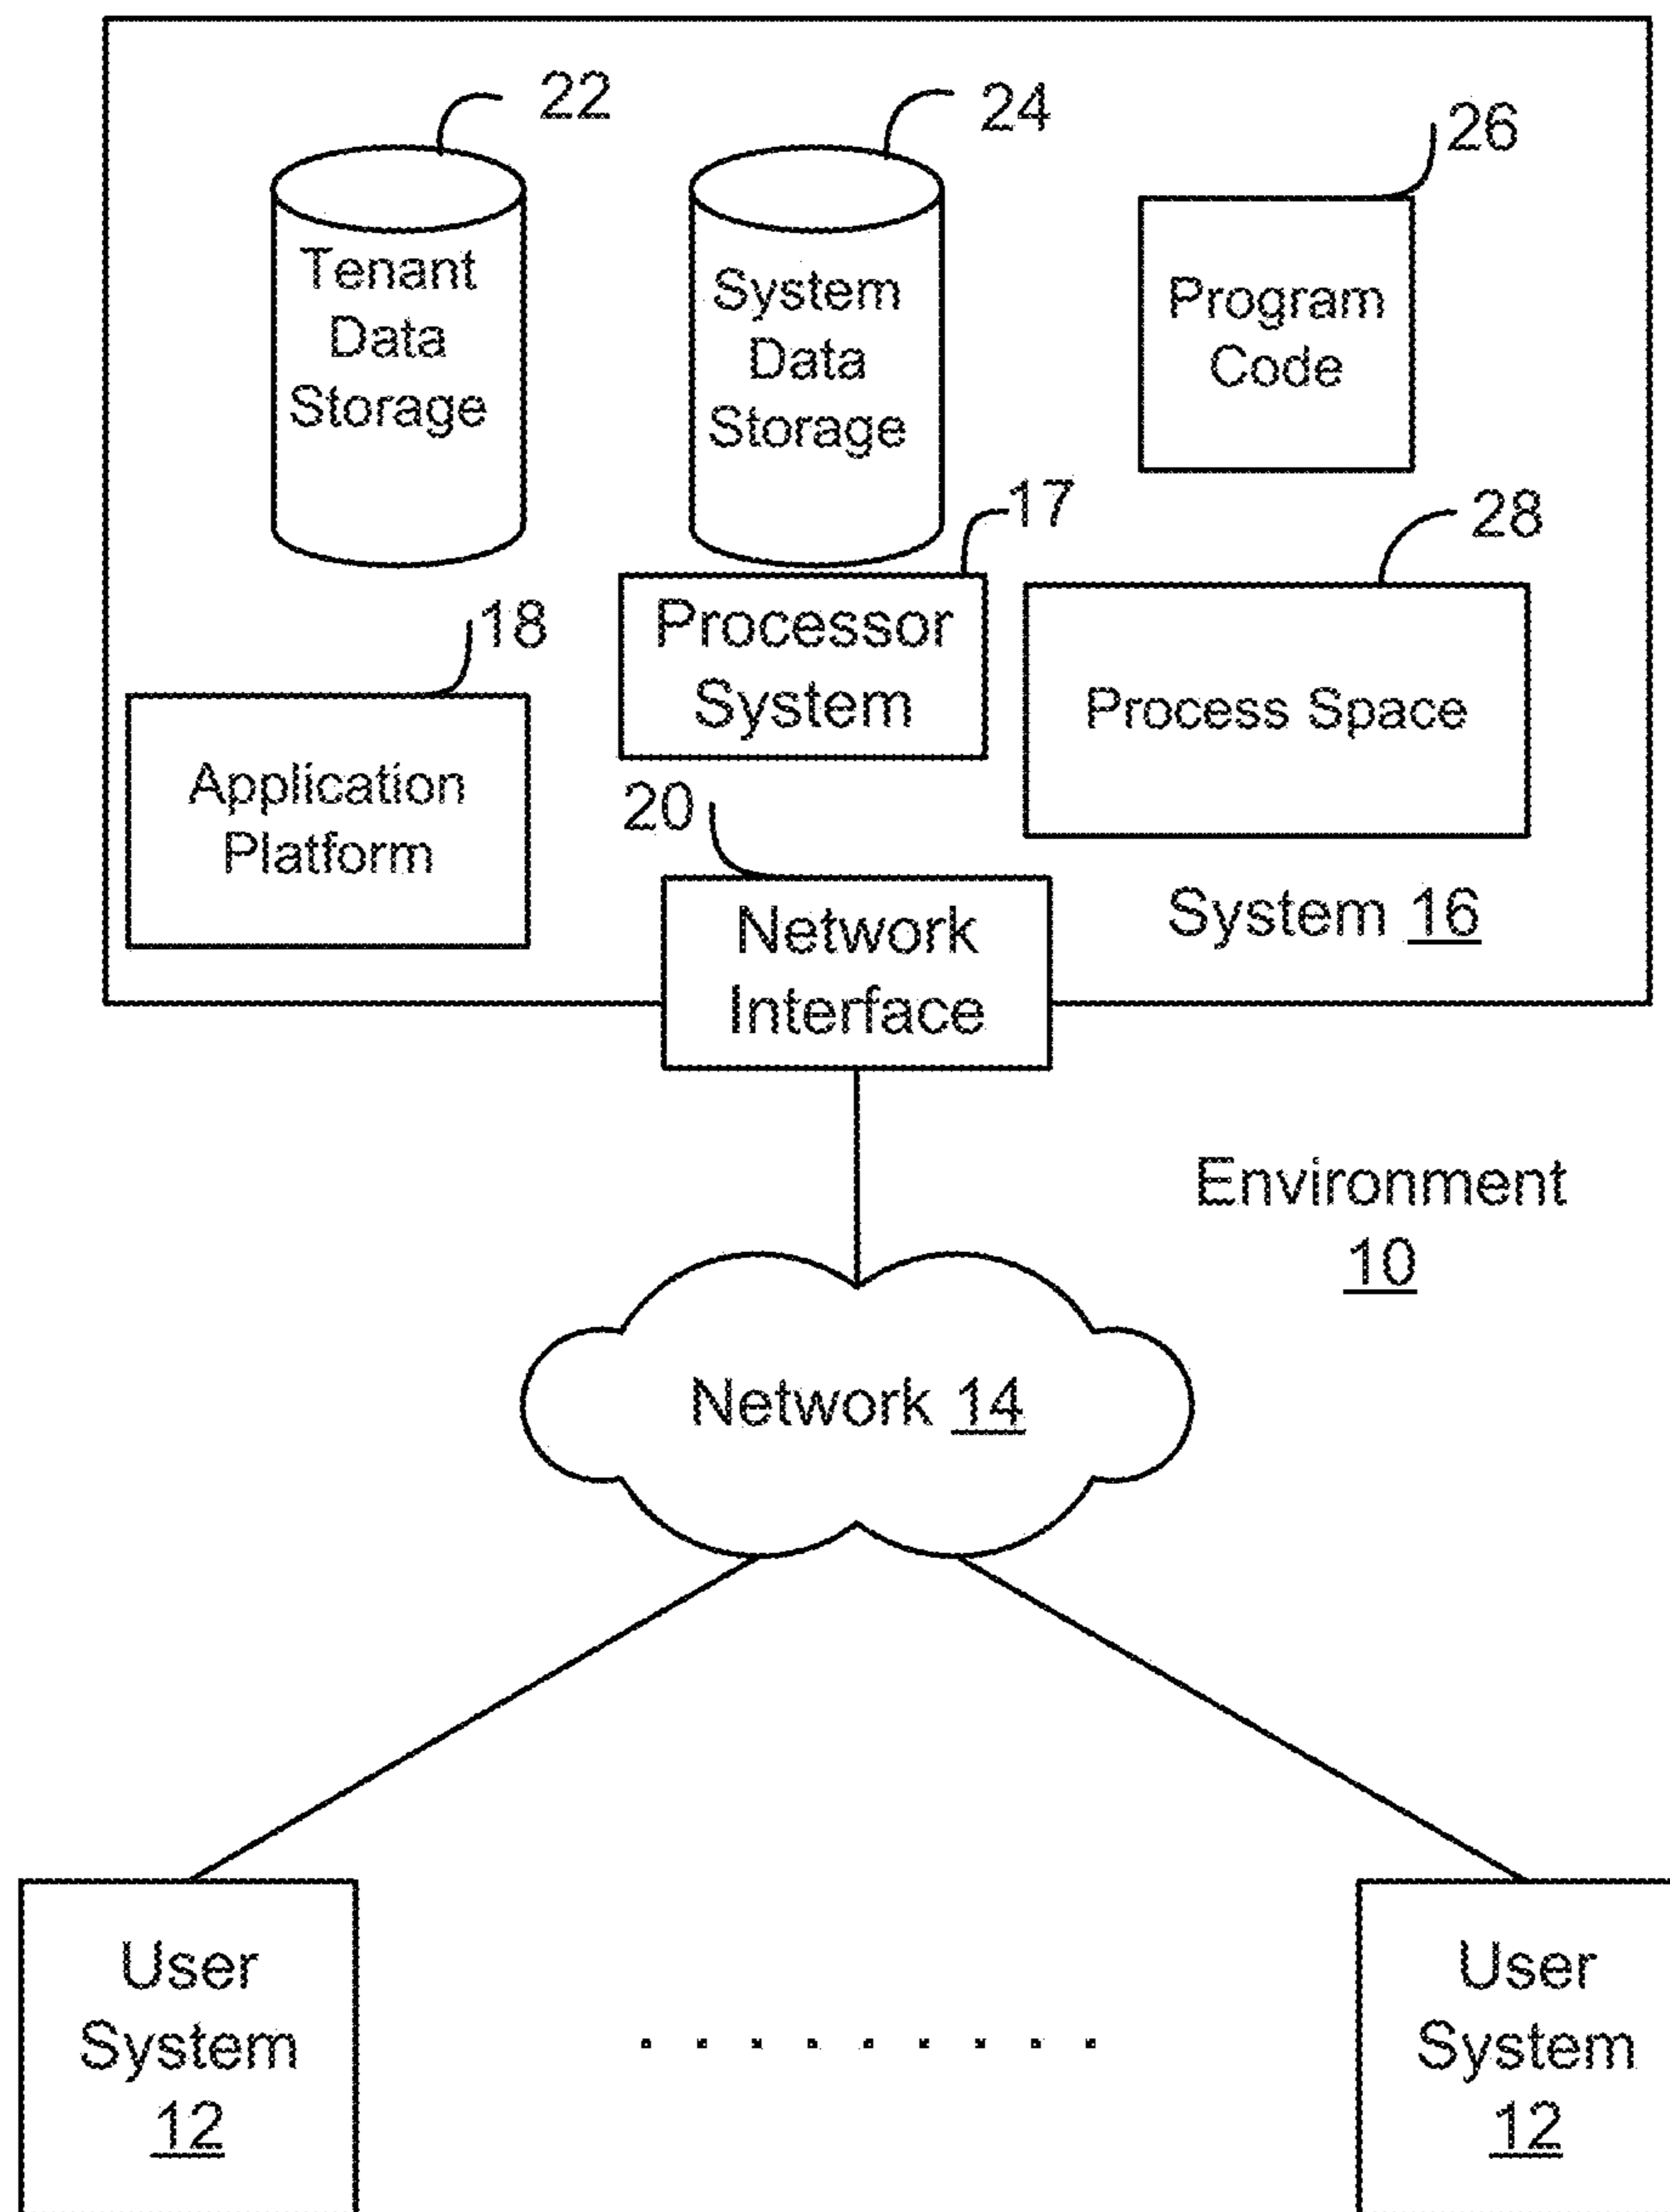 22
24
26
Tenant
Data
Storage
System
Data
Storage
Program
Code
17
28
18
Processor
System
Process Space
Application
Platform
20
Network
Interface
System 16
Environment
10
Network 14
User
System
12
User
System
12